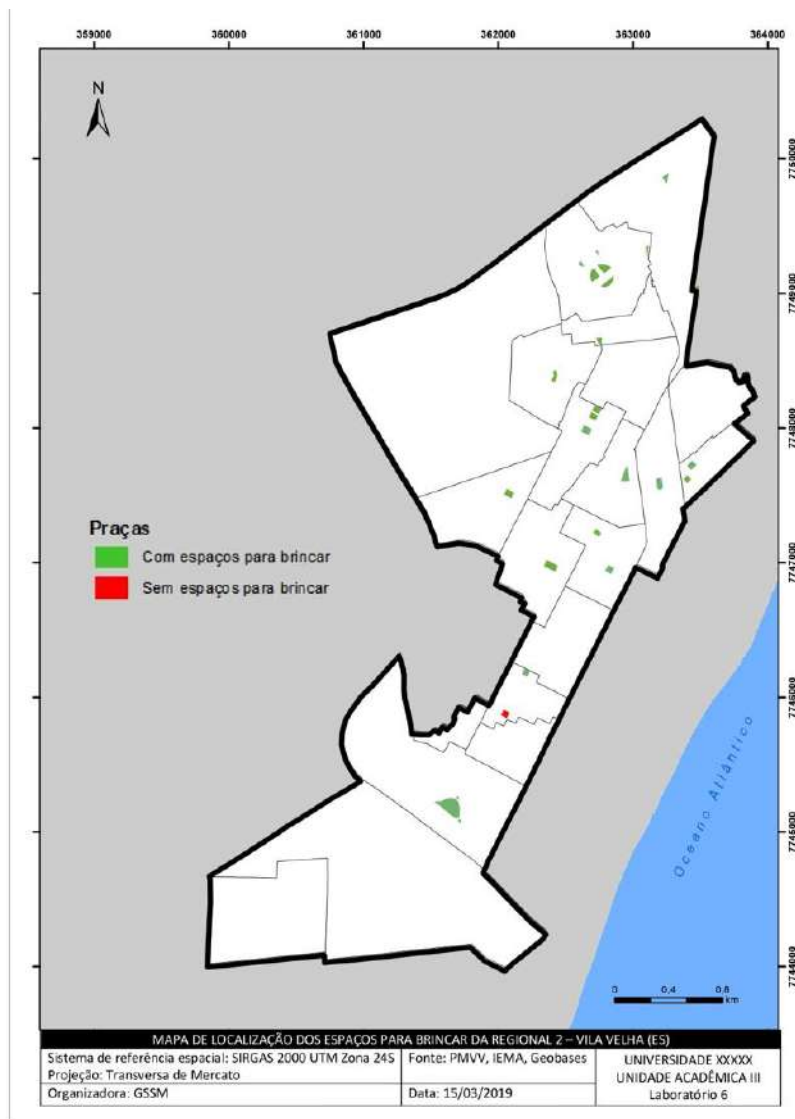 359000 360000 361000 362000 363000 364000
N
7750000
7749000
7748000
7747000
7746000
7745000
7744000
Praças
Com espaços para brincar
Sem espaços para brincar
Oceano Atlântico
0 0,4 0,8
km
MAPA DE LOCALIZAÇÃO DOS ESPAÇOS PARA BRINCAR DA REGIONAL 2 – VILA VELHA (ES)
Sistema de referência espacial: SIRGAS 2000 UTM Zona 24S
Projeção: Transversa de Mercato
Organizadora: GSSM
Fonte: PMVV, IEMA, Geobases
Data: 15/03/2019
UNIVERSIDADE XXXXX
UNIDADE ACADÊMICA III
Laboratório 6